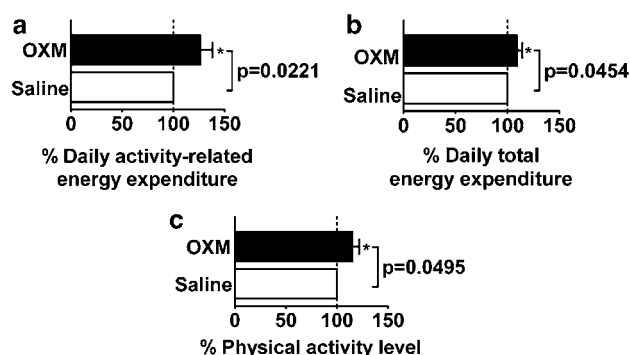 a
OXM
*
p=0.0221
Saline
0 50 100 150
% Daily activity-related
energy expenditure
b
OXM
*
p=0.0454
Saline
0 50 100 150
% Daily total
energy expenditure
c
OXM
*
p=0.0495
Saline
0 50 100 150
% Physical activity level